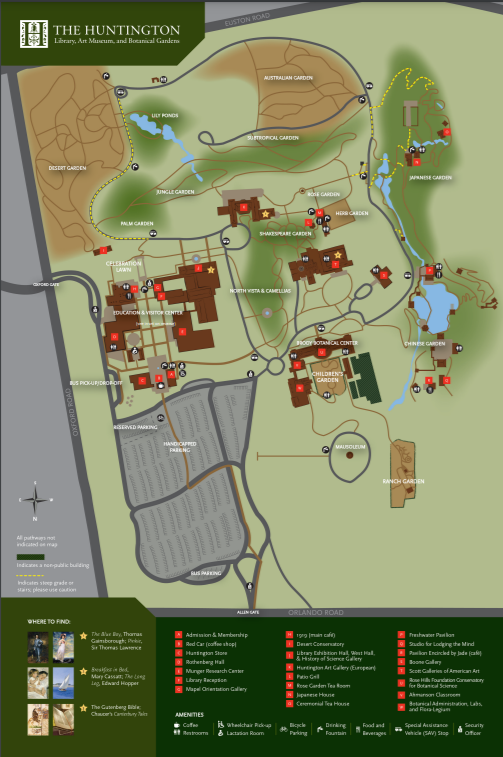 THE HUNTINGTON
Library, Art Museum, and Botanical Gardens
EUSTON ROAD
AUSTRALIAN GARDEN
LILY PONDS
SUBTROPICAL GARDEN
DESERT GARDEN
JAPANESE GARDEN
JUNGLE GARDEN
ROSE GARDEN
HERB GARDEN
PALM GARDEN
SHAKESPEARE GARDEN
CELEBRATION
LAWN
OXFORD GATE
NORTH VISTA & CAMELLIAS
EDUCATION & VISITOR CENTER
BRODY BOTANICAL CENTER
CHINESE GARDEN
CHILDREN'S
GARDEN
BUS PICK-UP/DROP-OFF
OXFORD ROAD
RESERVED PARKING
HANDICAPPED
PARKING
MAUSOLEUM
RANCH GARDEN
N
All pathways not
indicated on map
Indicates a non-public building
Indicates steep grade or
stairs; please use caution
BUS PARKING
ALLEN GATE
ORLANDO ROAD
WHERE TO FIND:
The Blue Boy, Thomas
Gainsborough; Pinkie,
Sir Thomas Lawrence
Breakfast in Bed,
Mary Cassatt; The Long
Leg, Edward Hopper
The Gutenberg Bible;
Chaucer's Canterbury Tales
Admission & Membership
Red Car (coffee shop)
Huntington Store
Rothenberg Hall
Munger Research Center
Library Reception
Mapel Orientation Gallery
1919 (main café)
Desert Conservatory
Library Exhibition Hall, West Hall,
& History of Science Gallery
Huntington Art Gallery (European)
Patio Grill
Rose Garden Tea Room
Japanese House
Ceremonial Tea House
Freshwater Pavilion
Studio for Lodging the Mind
Pavilion Encircled by Jade (café)
Boone Gallery
Scott Galleries of American Art
Rose Hills Foundation Conservatory
for Botanical Science
Ahmanson Classroom
Botanical Administration, Labs,
and Flora-Legium
AMENITIES
Coffee
Restrooms
Wheelchair Pick-up
Lactation Room
Bicycle
Parking
Drinking
Fountain
Food and
Beverages
Special Assistance
Vehicle (SAV) Stop
Security
Officer